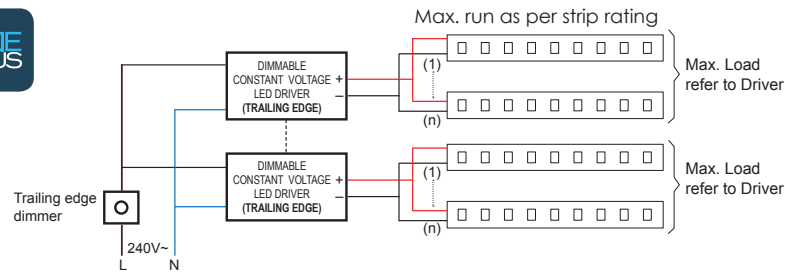 Max. run as per strip rating
US
DIMMABLE
CONSTANT VOLTAGE +
LED DRIVER –
(TRAILING EDGE)
(1)
(n)
Max. Load
refer to Driver
DIMMABLE
CONSTANT VOLTAGE +
LED DRIVER –
(TRAILING EDGE)
(1)
(n)
Max. Load
refer to Driver
Trailing edge
dimmer
240V~
L N